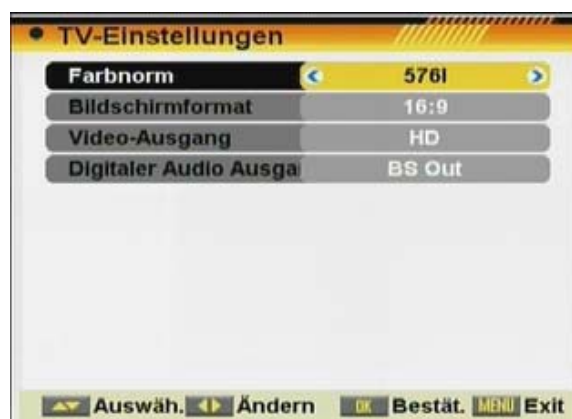 TV-Einstellungen
Farbnorm 576I
Bildschirmformat 16:9
Video-Ausgang HD
Digitaler Audio Ausga BS Out
Auswäh. Ändern OK Bestät. MENU Exit